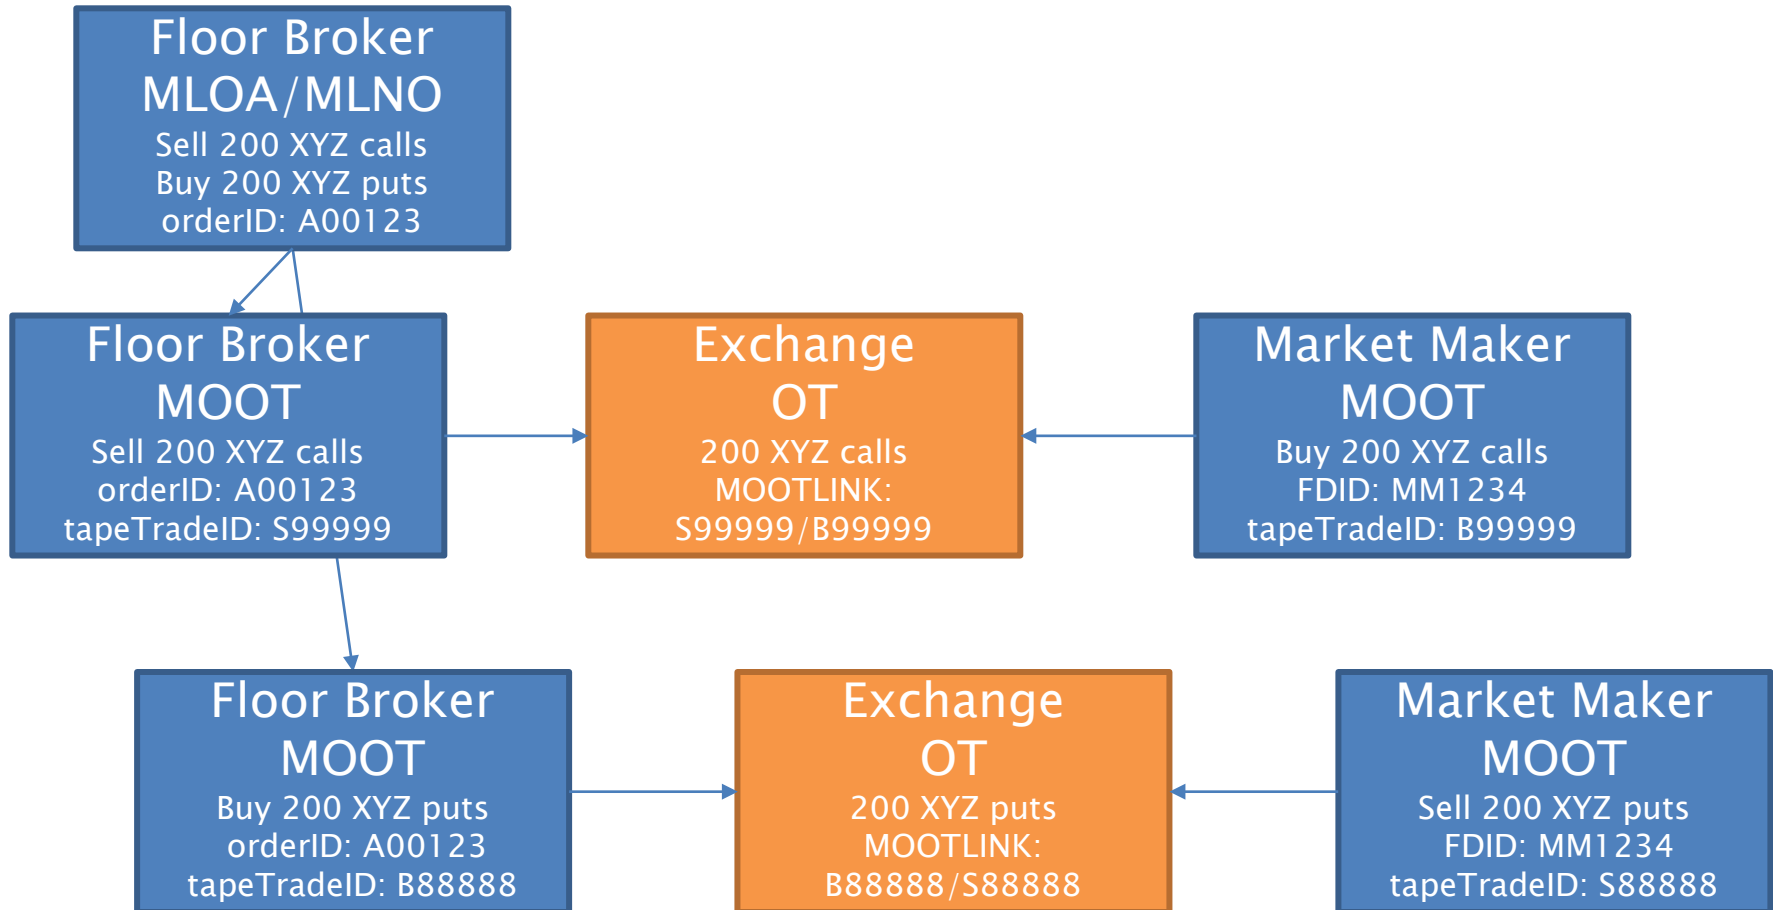 Floor Broker
MLOA/MLNO
Sell 200 XYZ calls
Buy 200 XYZ puts
orderID: A00123
Floor Broker
MOOT
Sell 200 XYZ calls
orderID: A00123
tapeTradeID: S99999
Exchange
OT
200 XYZ calls
MOOTLINK:
S99999/B99999
Market Maker
MOOT
Buy 200 XYZ calls
FDID: MM1234
tapeTradeID: B99999
Floor Broker
MOOT
Buy 200 XYZ puts
orderID: A00123
tapeTradeID: B88888
Exchange
OT
200 XYZ puts
MOOTLINK:
B88888/S88888
Market Maker
MOOT
Sell 200 XYZ puts
FDID: MM1234
tapeTradeID: S88888